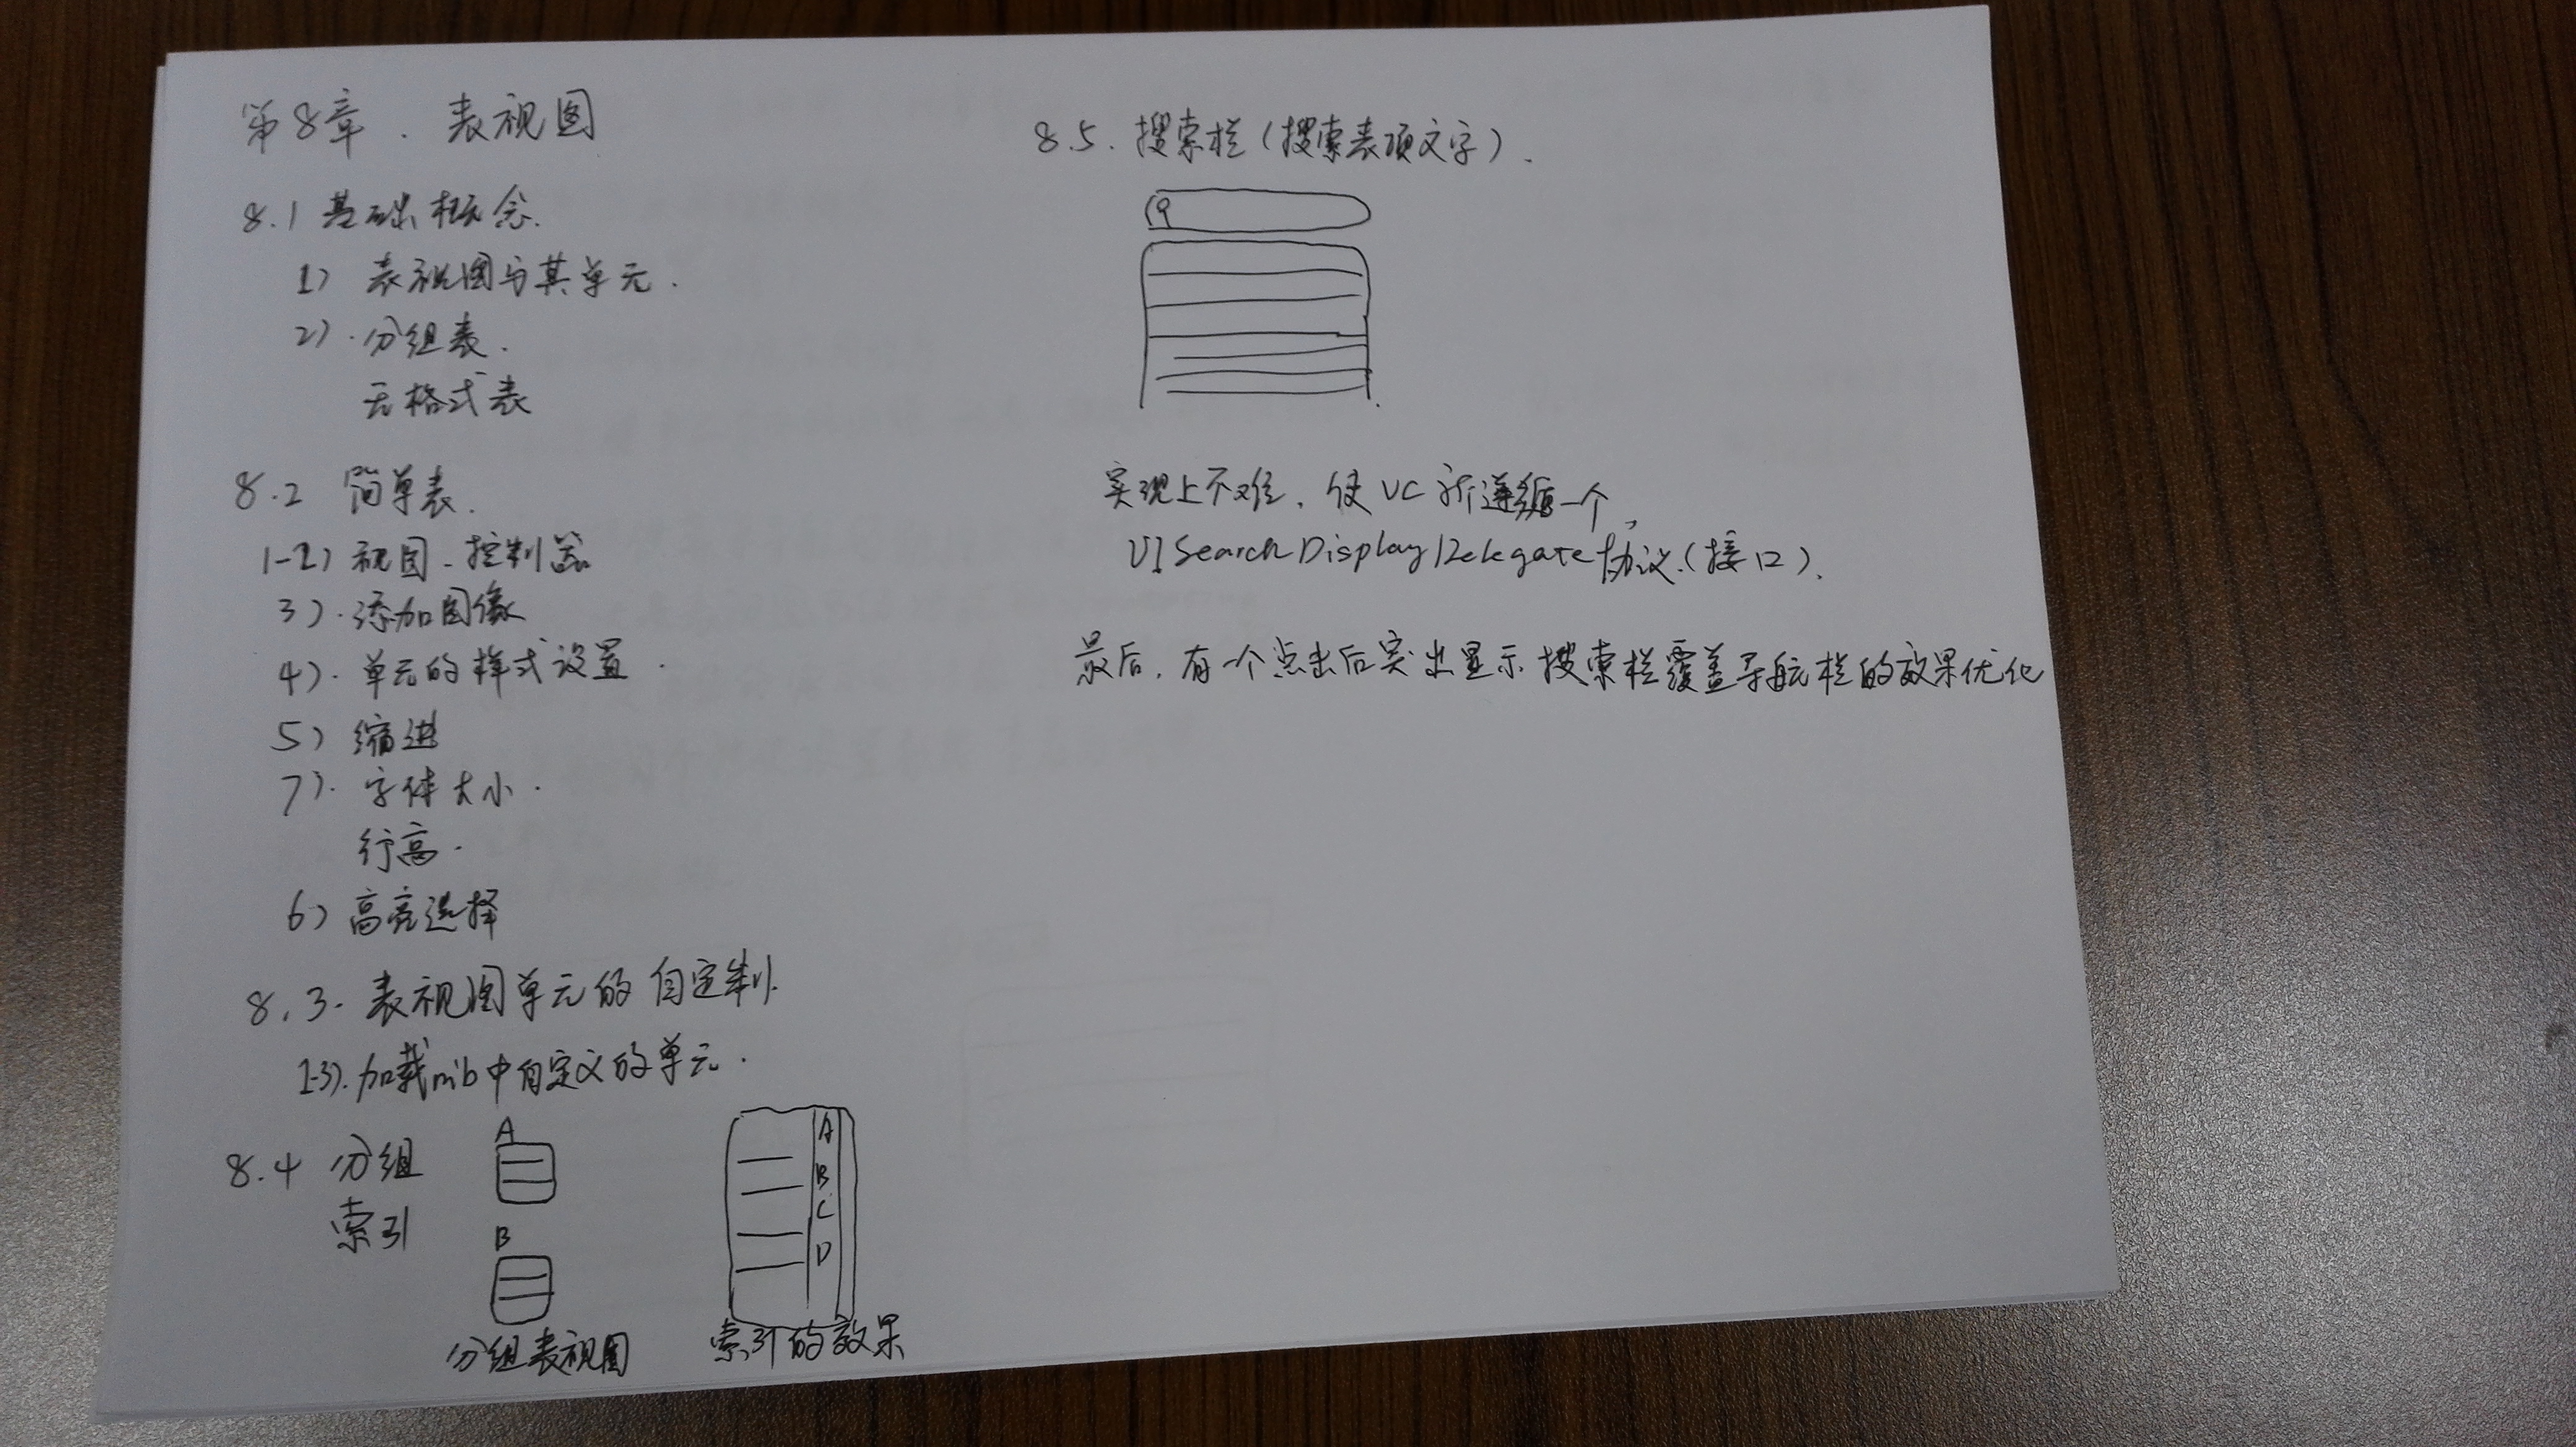 第8章. 表视图
8.1 基础概念.
1) 表视图与其单元.
2). 分组表.
无格式表
8.2 简单表.
1-2) 视图-控制器
3). 添加图像
4). 单元的样式设置.
5) 缩进
7). 字体大小.
行高.
6) 高亮选择
8.3. 表视图单元的自定制.
1-3). 加载nib中自定义的单元.
8.4 分组
索引
A
B
分组表视图
A
B
C
D
索引的效果
8.5. 搜索栏(搜索表项文字).
实现上不难, 使VC 遵循一个,
UISearchDisplayDelegate协议.(接口).
最后, 有一个点击后突出显示搜索栏覆盖导航栏的效果优化